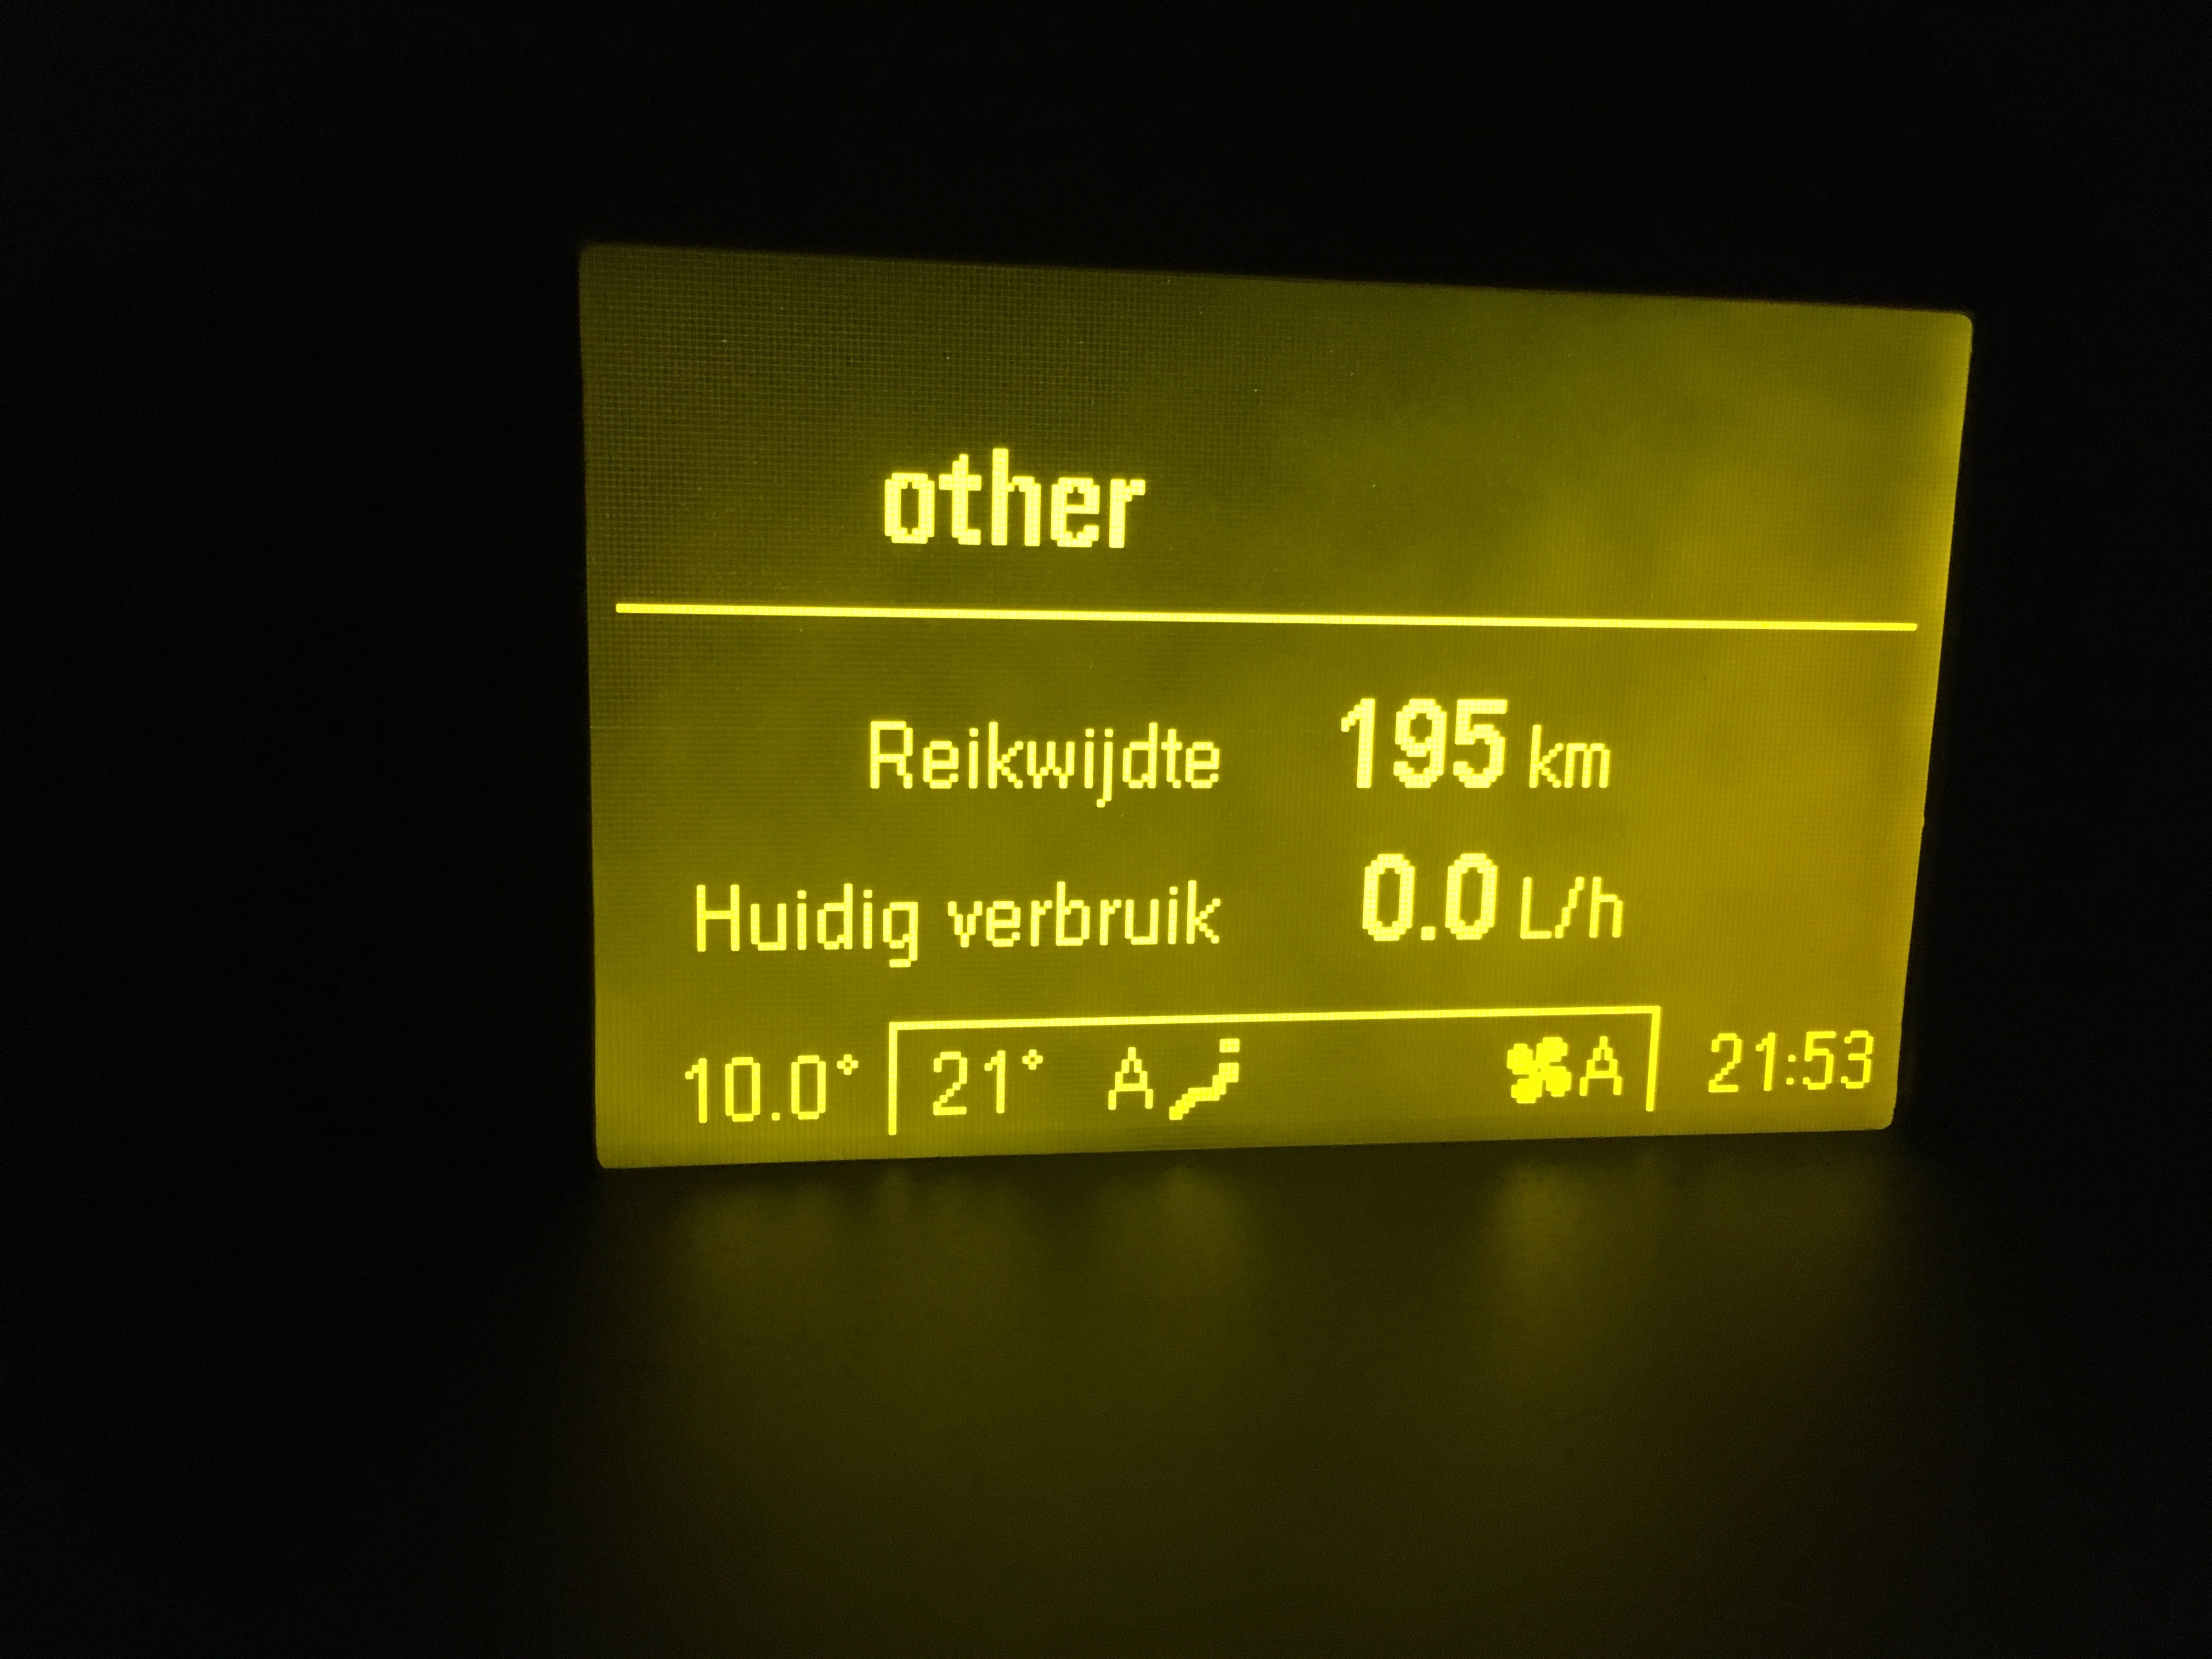 other
Reikwijdte 195 km
Huidig verbruik 0.0 L/h
10.0° 21° A A 21:53